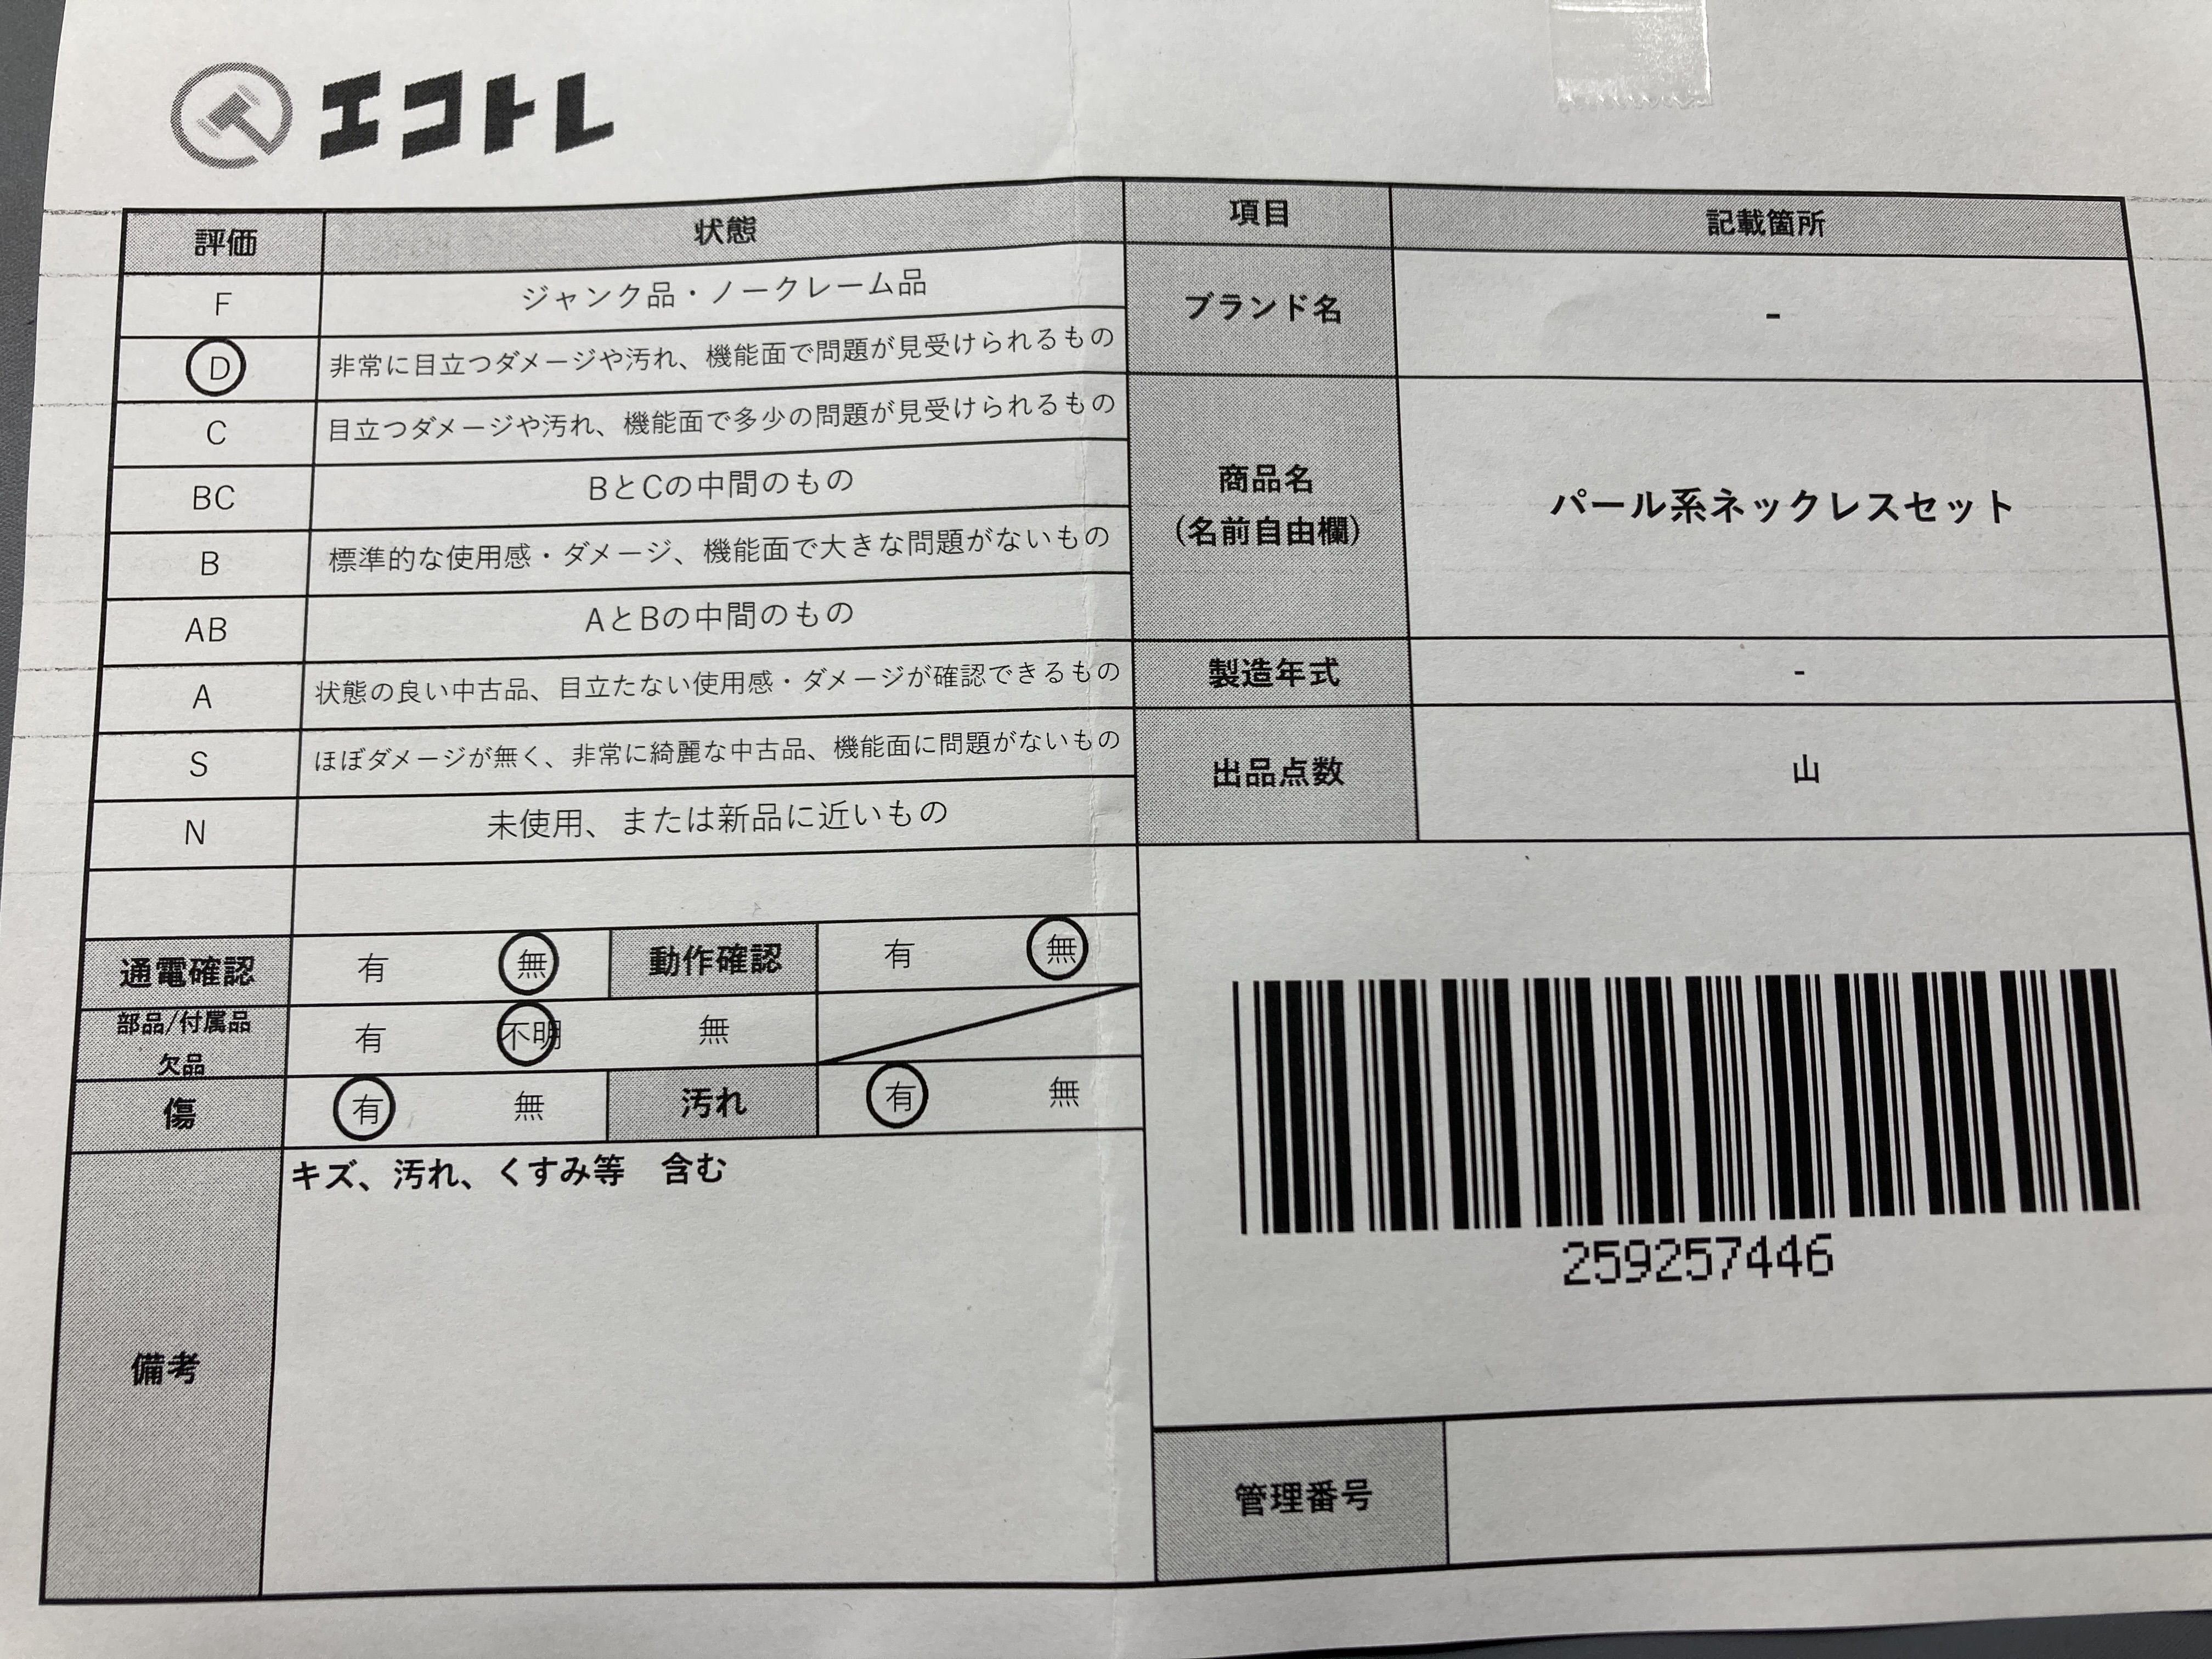 エコトレ
評価 状態 項目 記載箇所
F ジャンク品・ノークレーム品
D 非常に目立つダメージや汚れ、機能面で問題が見受けられるもの
C 目立つダメージや汚れ、機能面で多少の問題が見受けられるもの
BC BとCの中間のもの
B 標準的な使用感・ダメージ、機能面で大きな問題がないもの
AB AとBの中間のもの
A 状態の良い中古品、目立たない使用感・ダメージが確認できるもの
S ほぼダメージが無く、非常に綺麗な中古品、機能面に問題がないもの
N 未使用、または新品に近いもの
通電確認 有 無 動作確認 有 無
部品/付属品
欠品
有 不明 無
傷 有 無 汚れ 有 無
備考
キズ、汚れ、くすみ等　含む
ブランド名 -
商品名
(名前自由欄)
パール系ネックレスセット
製造年式 -
出品点数 山
259257446
管理番号